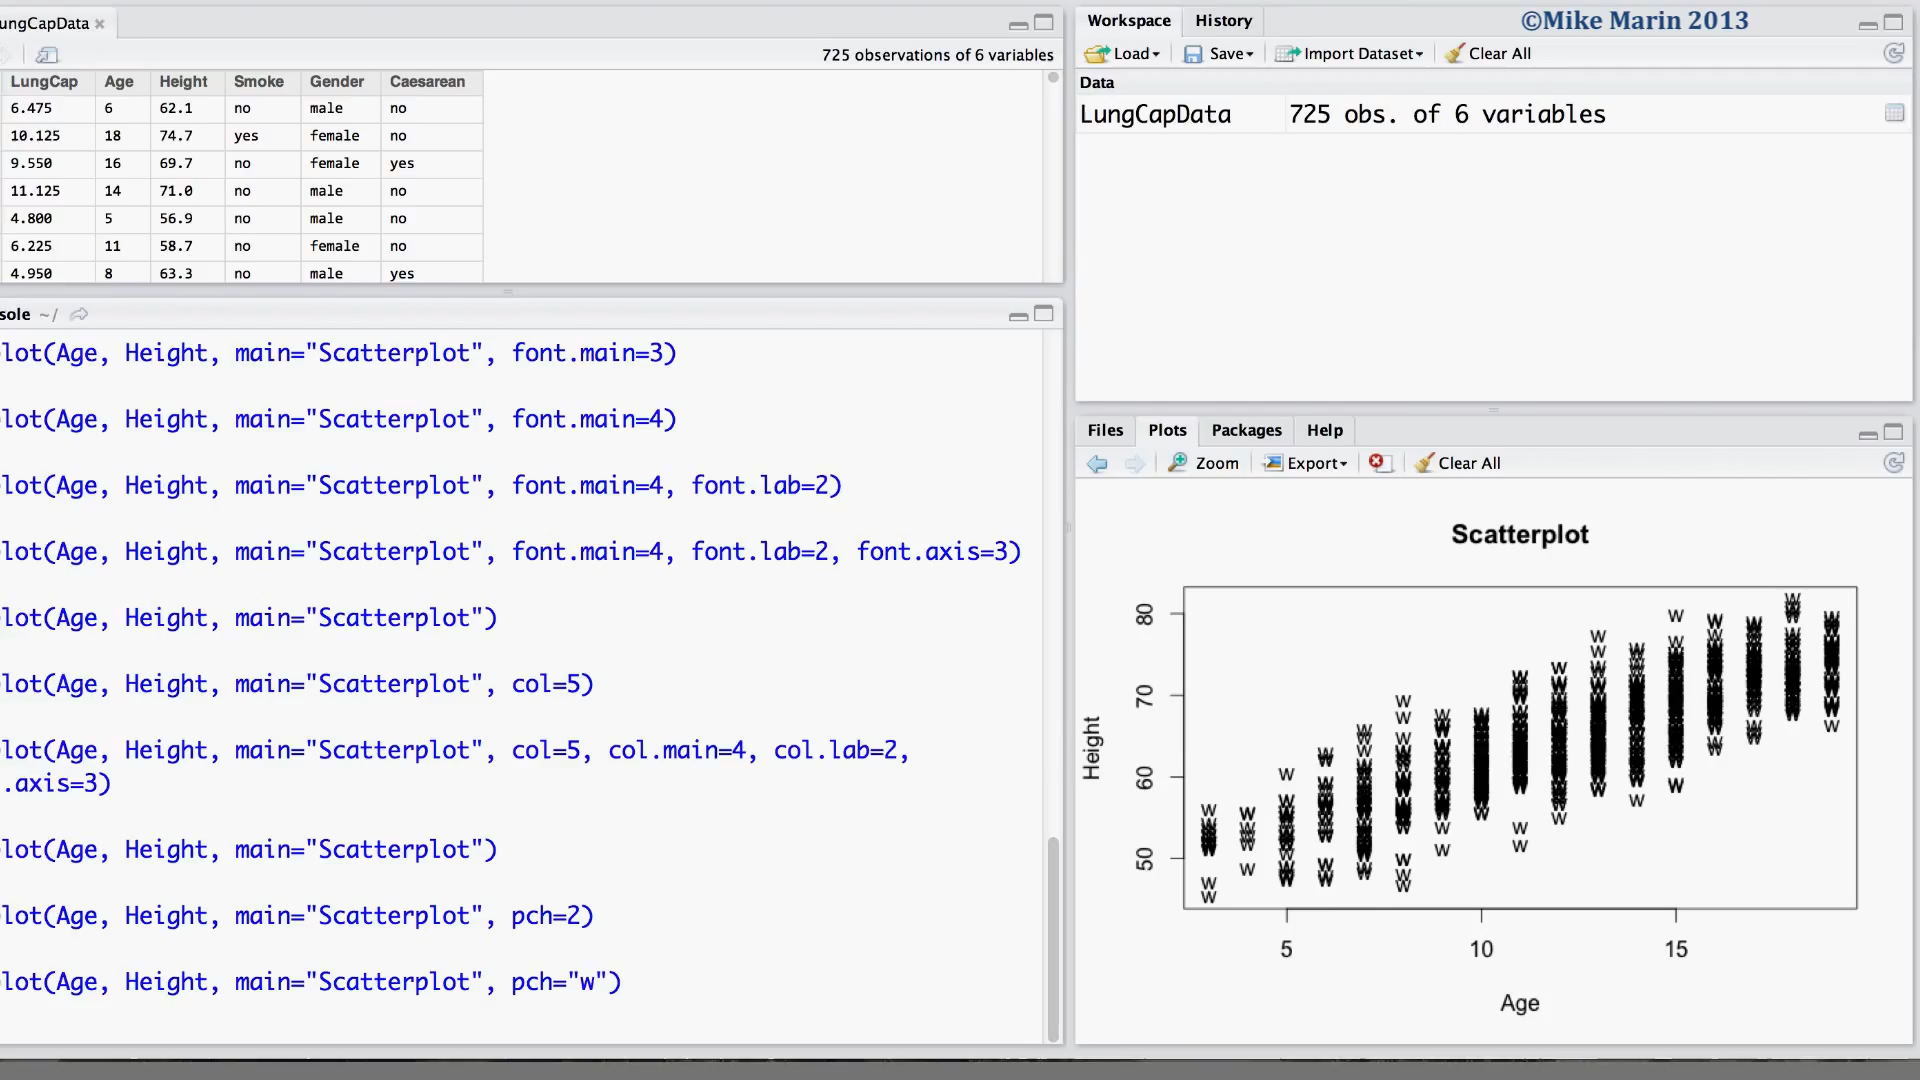 ungCapData
Workspace History ©Mike Marin 2013
725 observations of 6 variables
Load Save Import Dataset Clear All
LungCap Age Height Smoke Gender Caesarean
6.475 6 62.1 no male no
10.125 18 74.7 yes female no
9.550 16 69.7 no female yes
11.125 14 71.0 no male no
4.800 5 56.9 no male no
6.225 11 58.7 no female no
4.950 8 63.3 no male yes
Data
LungCapData 725 obs. of 6 variables
sole ~/
lot(Age, Height, main="Scatterplot", font.main=3)
lot(Age, Height, main="Scatterplot", font.main=4)
lot(Age, Height, main="Scatterplot", font.main=4, font.lab=2)
lot(Age, Height, main="Scatterplot", font.main=4, font.lab=2, font.axis=3)
lot(Age, Height, main="Scatterplot")
lot(Age, Height, main="Scatterplot", col=5)
lot(Age, Height, main="Scatterplot", col=5, col.main=4, col.lab=2,
.axis=3)
lot(Age, Height, main="Scatterplot")
lot(Age, Height, main="Scatterplot", pch=2)
lot(Age, Height, main="Scatterplot", pch="w")
Files Plots Packages Help
Zoom Export Clear All
Scatterplot
Height
80
70
60
50
5 10 15
Age